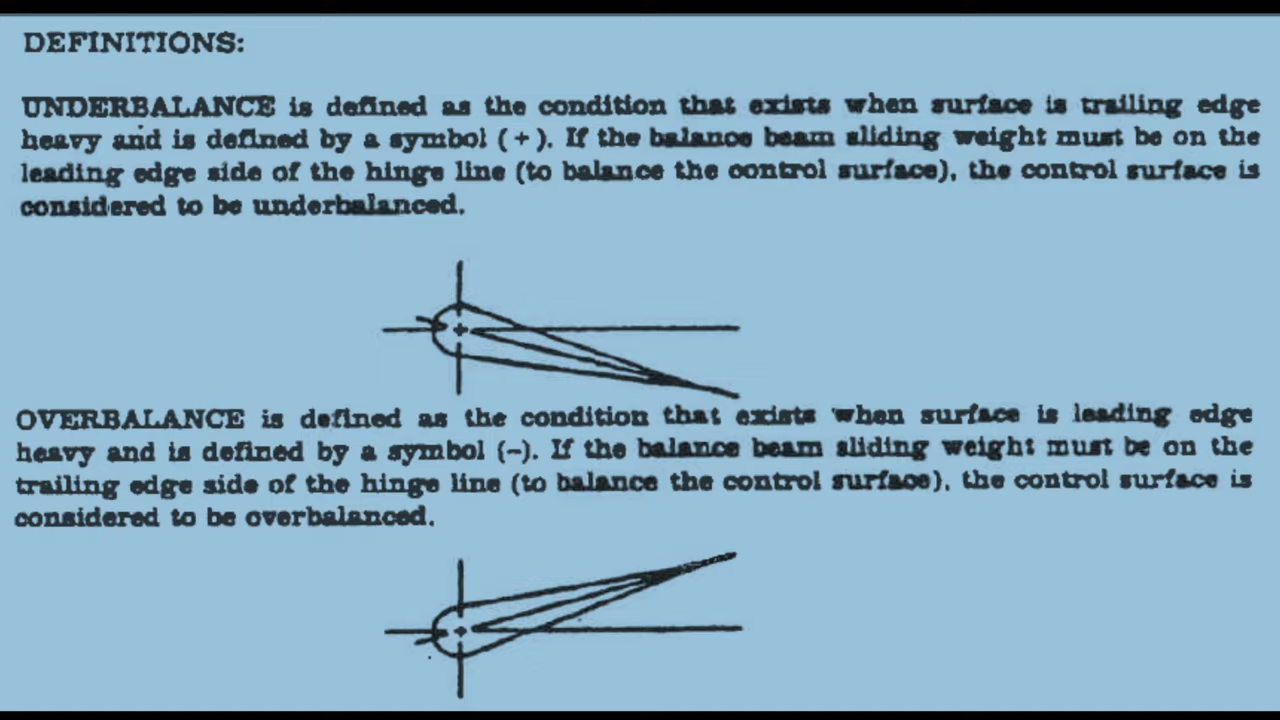 DEFINITIONS:
UNDERBALANCE is defined as the condition that exists when surface is trailing edge
heavy and is defined by a symbol (+). If the balance beam sliding weight must be on the
leading edge side of the hinge line (to balance the control surface), the control surface is
considered to be underbalanced.
OVERBALANCE is defined as the condition that exists when surface is leading edge
heavy and is defined by a symbol (-). If the balance beam sliding weight must be on the
trailing edge side of the hinge line (to balance the control surface), the control surface is
considered to be overbalanced.